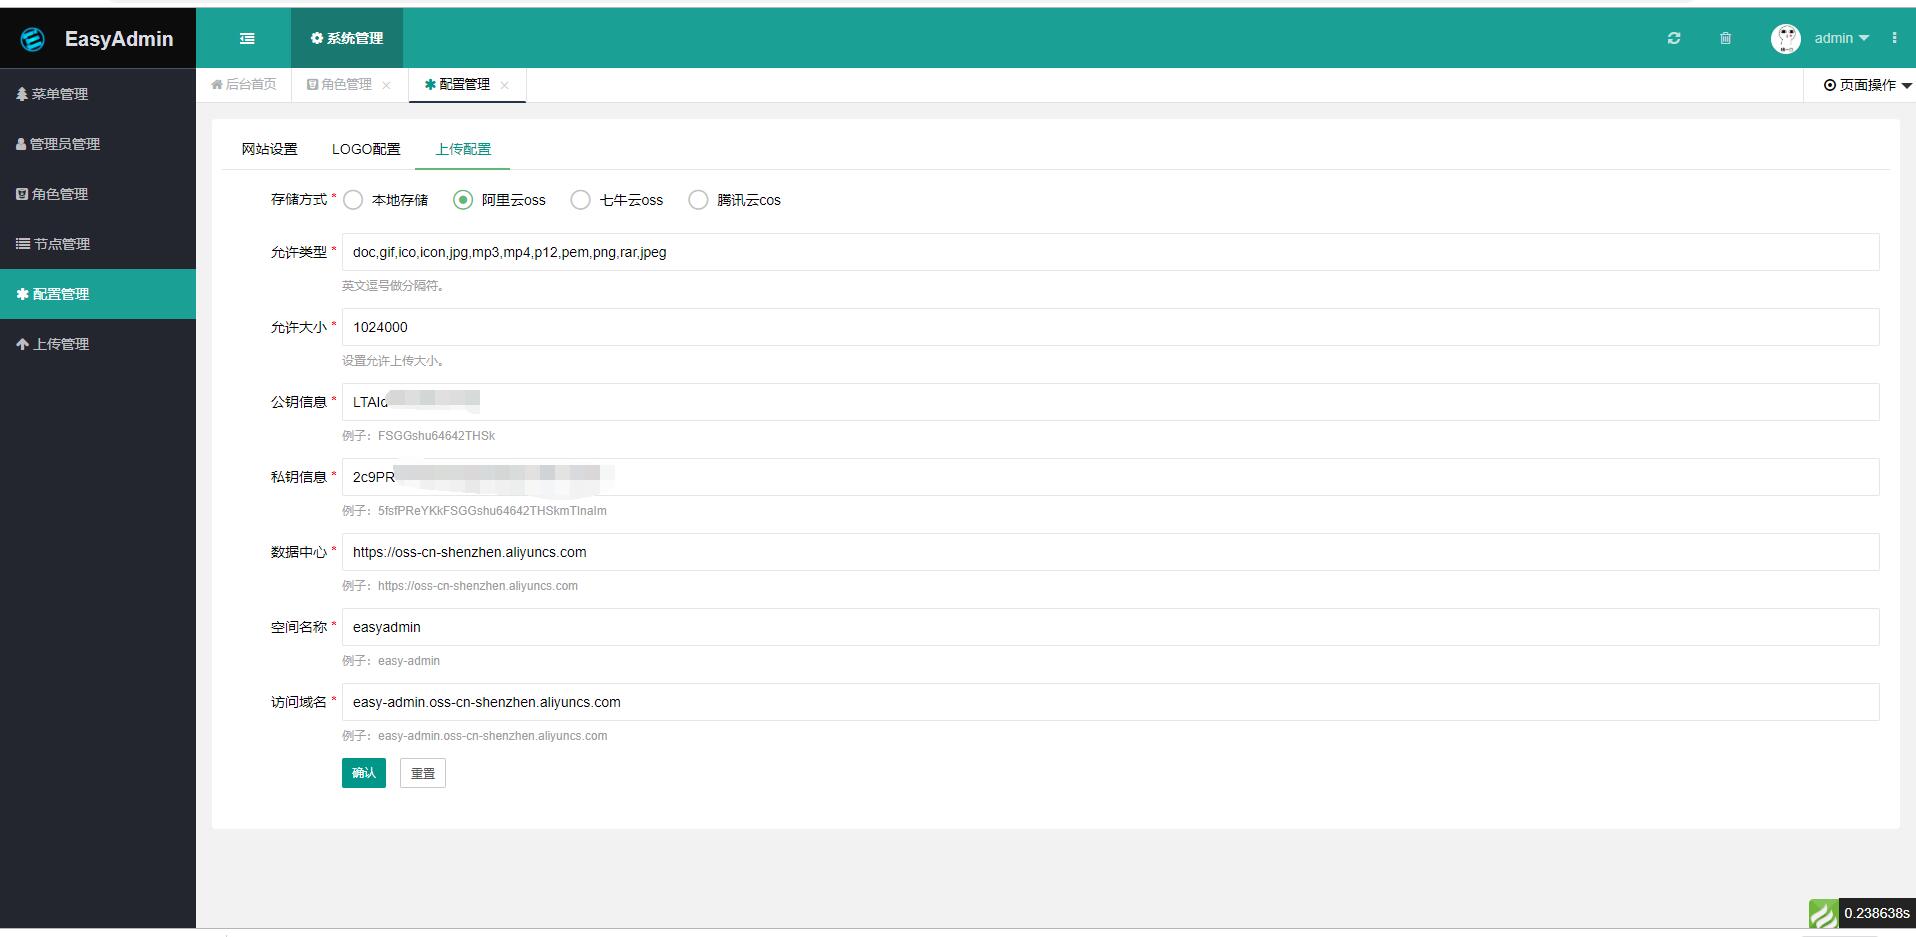 EasyAdmin
系统管理
admin
后台首页
角色管理
配置管理
页面操作
菜单管理
管理员管理
角色管理
节点管理
配置管理
上传管理
网站设置 LOGO配置 上传配置
存储方式 * 本地存储 阿里云oss 七牛云oss 腾讯云cos
允许类型 * doc,gif,ico,icon,jpg,mp3,mp4,p12,pem,png,rar,jpeg
英文逗号做分隔符。
允许大小 * 1024000
设置允许上传大小。
公钥信息 * LTAId
例子：FSGGshu64642THSk
私钥信息 * 2c9PR
例子：5fsfPReYKkFSGGshu64642THSkmTInaIm
数据中心 * https://oss-cn-shenzhen.aliyuncs.com
例子：https://oss-cn-shenzhen.aliyuncs.com
空间名称 * easyadmin
例子：easy-admin
访问域名 * easy-admin.oss-cn-shenzhen.aliyuncs.com
例子：easy-admin.oss-cn-shenzhen.aliyuncs.com
确认 重置
0.238638s